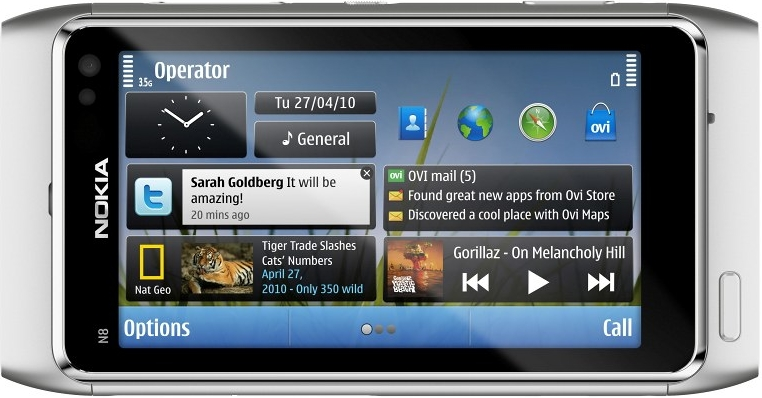 3.5G Operator
Tu 27/04/10
General
ovi
Sarah Goldberg It will be
amazing!
20 mins ago
ovi OVI mail (5)
Found great new apps from Ovi Store
Discovered a cool place with Ovi Maps
Nat Geo
Tiger Trade Slashes
Cats' Numbers
April 27,
2010 - Only 350 wild
Gorillaz - On Melancholy Hill
Options
Call
NOKIA
N8